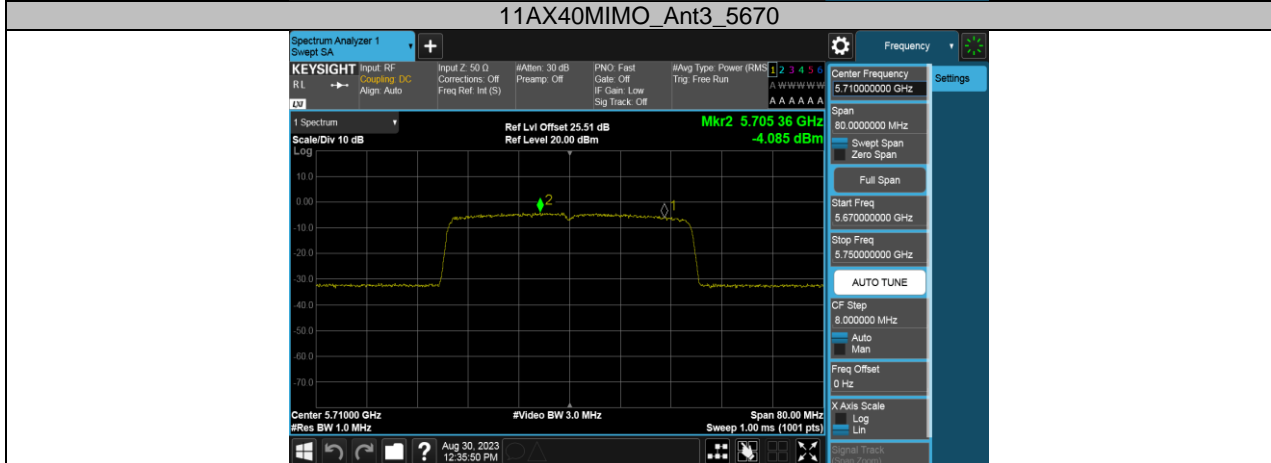 11AX40MIMO_Ant3_5670
Spectrum Analyzer 1
Swept SA
Frequency
KEYSIGHT
RL
Input: RF
Coupling: DC
Align: Auto
Input Z: 50 Ω
Corrections: Off
Freq Ref: Int (S)
#Atten: 30 dB
Preamp: Off
PNO: Fast
Gate: Off
IF Gain: Low
Sig Track: Off
#Avg Type: Power (RMS
Trig: Free Run
1 2 3 4 5 6
A W W W W W
A A A A A A
LXI
1 Spectrum
Scale/Div 10 dB
Log
Ref Lvl Offset 25.51 dB
Ref Level 20.00 dBm
Mkr2 5.705 36 GHz
-4.085 dBm
10.0
0.00
-10.0
-20.0
-30.0
-40.0
-50.0
-60.0
-70.0
2
1
Center 5.71000 GHz
#Res BW 1.0 MHz
#Video BW 3.0 MHz
Span 80.00 MHz
Sweep 1.00 ms (1001 pts)
Aug 30, 2023
12:35:50 PM
Center Frequency
5.710000000 GHz
Settings
Span
80.0000000 MHz
Swept Span
Zero Span
Full Span
Start Freq
5.670000000 GHz
Stop Freq
5.750000000 GHz
AUTO TUNE
CF Step
8.000000 MHz
Auto
Man
Freq Offset
0 Hz
X Axis Scale
Log
Lin
Signal Track
(Span Zoom)